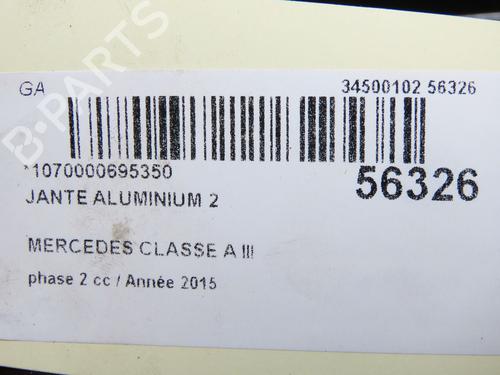 GA
34500102 56326
*1070000695350
56326
JANTE ALUMINIUM 2
MERCEDES CLASSE A III
phase 2 cc / Année 2015
B-PARTS